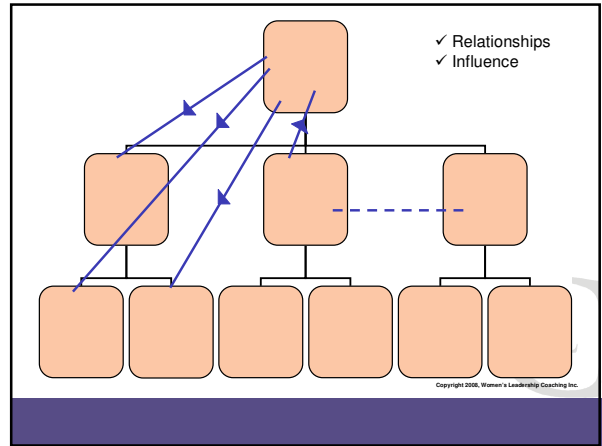 ✓ Relationships
✓ Influence
C
Copyright 2008, Women's Leadership Coaching Inc.